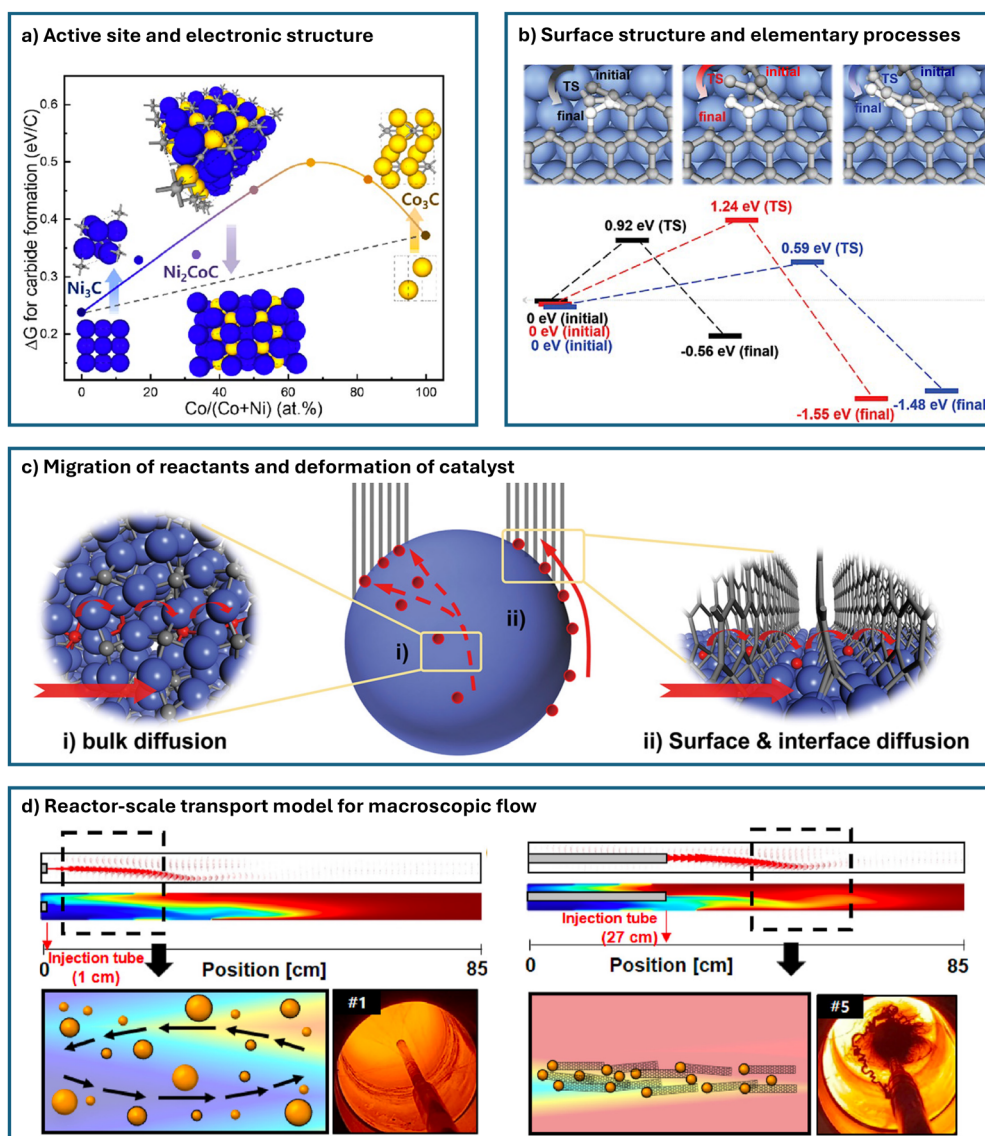 a) Active site and electronic structure
ΔG for carbide formation (eV/C)
0.6
0.5
0.4
0.3
0.2
Ni₃C
Ni₂CoC
Co₃C
0 20 40 60 80 100
Co/(Co+Ni) (at.%)
b) Surface structure and elementary processes
TS initial
final
TS initial
final
TS initial
final
0.92 eV (TS)
1.24 eV (TS)
0.59 eV (TS)
0 eV (initial)
0 eV (initial)
0 eV (initial)
-0.56 eV (final)
-1.55 eV (final)
-1.48 eV (final)
c) Migration of reactants and deformation of catalyst
i)
ii)
i) bulk diffusion
ii) Surface & interface diffusion
d) Reactor-scale transport model for macroscopic flow
Injection tube
(1 cm)
0 Position [cm] 85
#1
Injection tube
(27 cm)
0 Position [cm] 85
#5